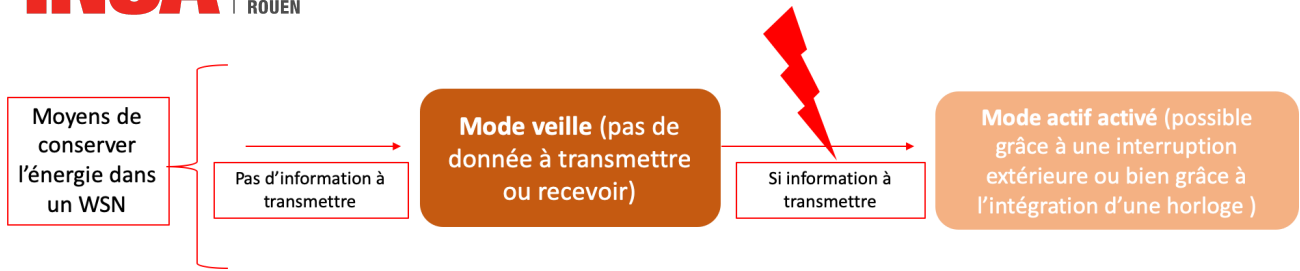 INSA
ROUEN
Moyens de
conserver
l’énergie dans
un WSN
Pas d’information à
transmettre
Mode veille (pas de
donnée à transmettre
ou recevoir)
Si information à
transmettre
Mode actif activé (possible
grâce à une interruption
extérieure ou bien grâce à
l’intégration d’une horloge )